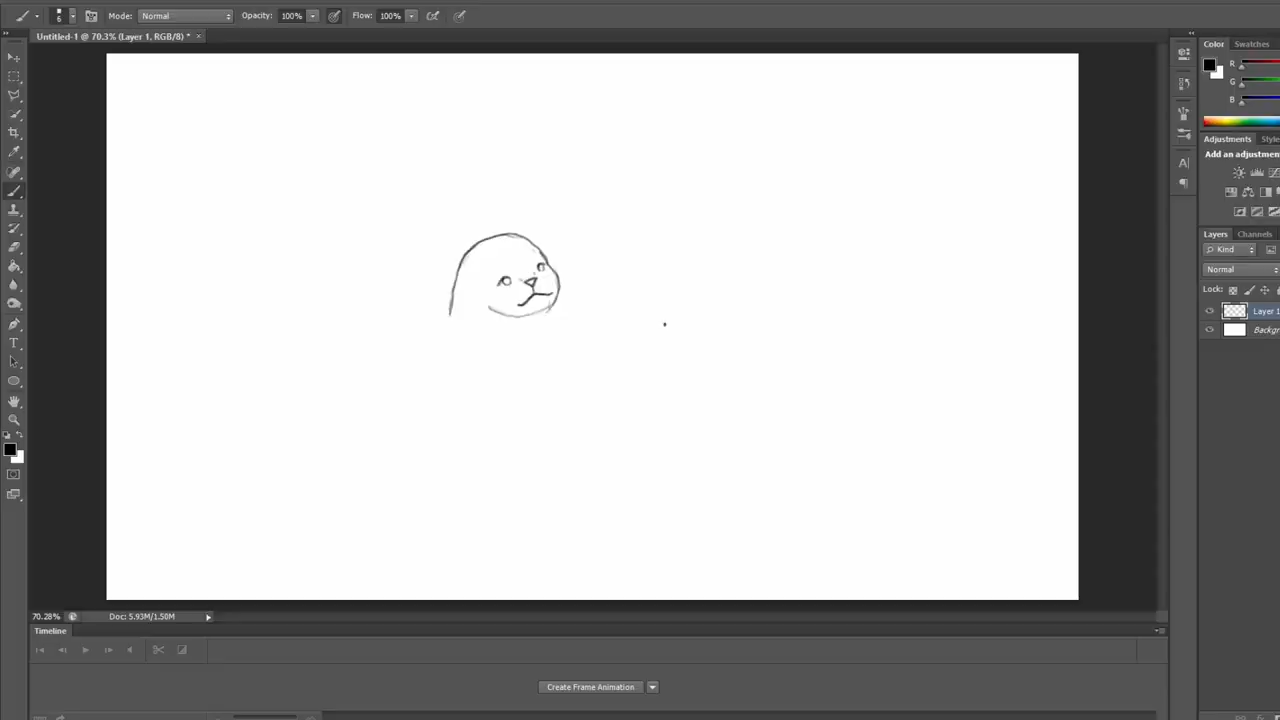 6 Mode: Normal Opacity: 100% Flow: 100%
Untitled-1 @ 70.3% (Layer 1, RGB/8) * ×
Color Swatches
R
G
B
Adjustments Style
Add an adjustmen
Layers Channels
Kind
Normal
Lock:
Layer 1
Backgr
70.28% Doc: 5.93M/1.50M
Timeline
Create Frame Animation